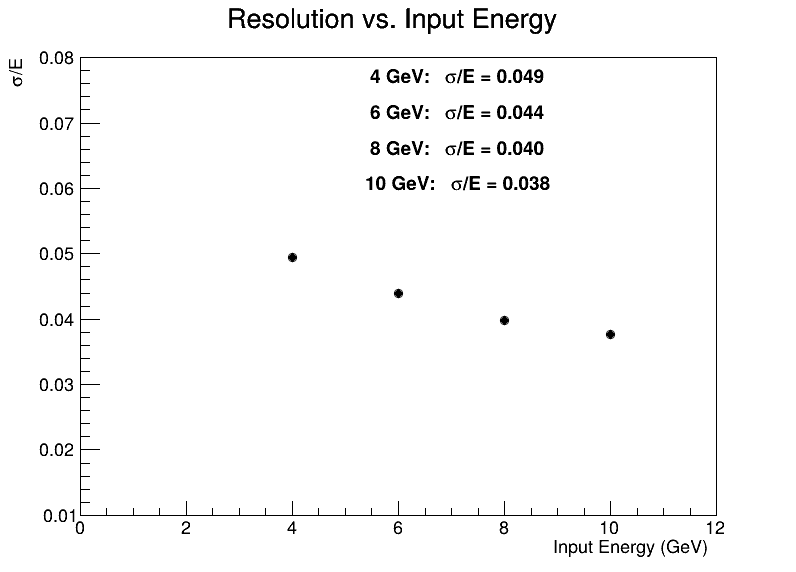 Resolution vs. Input Energy
σ/E
0.08
0.07
0.06
0.05
0.04
0.03
0.02
0.01
4 GeV: σ/E = 0.049
6 GeV: σ/E = 0.044
8 GeV: σ/E = 0.040
10 GeV: σ/E = 0.038
0 2 4 6 8 10 12
Input Energy (GeV)